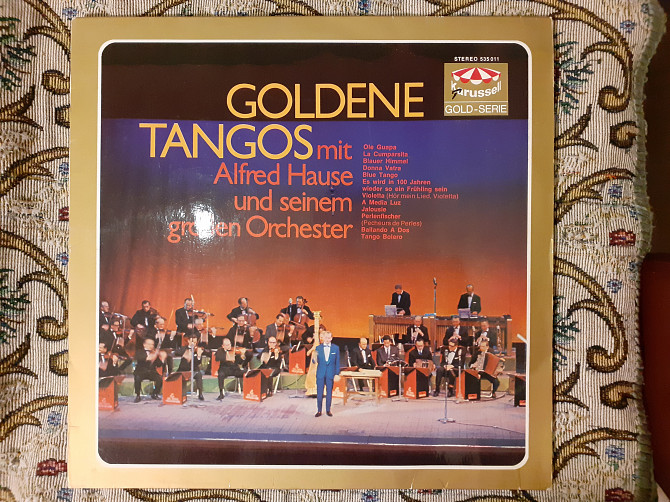 STEREO 535 011
Karussell
GOLD-SERIE
GOLDENE
TANGOS mit
Alfred Hause
und seinem
großen Orchester
Ole Guapa
La Cumparsita
Blauer Himmel
Donna Vatra
Blue Tango
Es wird in 100 Jahren
wieder so ein Frühling sein
Violetta (Hör mein Lied, Violetta)
A Media Luz
Jalousie
Perlenfischer
(Pecheurs de Perles)
Bailando A Dos
Tango Bolero